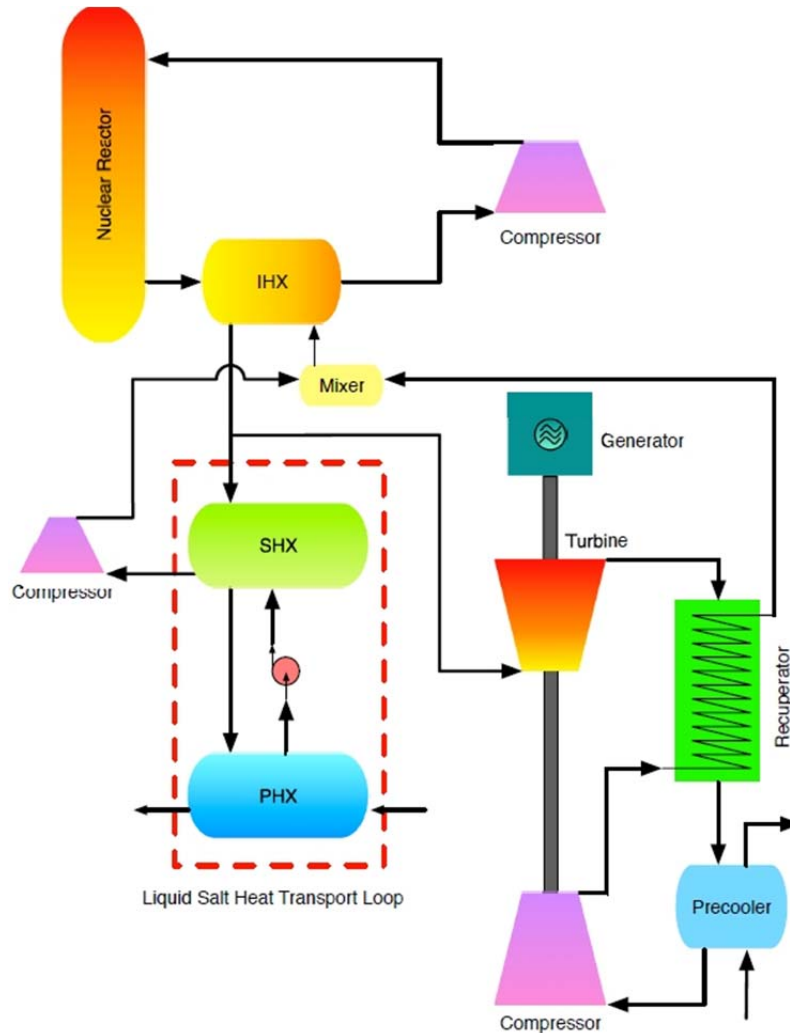 Nuclear Reactor
Compressor
IHX
Mixer
Generator
SHX
Turbine
Compressor
Recuperator
PHX
Precooler
Liquid Salt Heat Transport Loop
Compressor